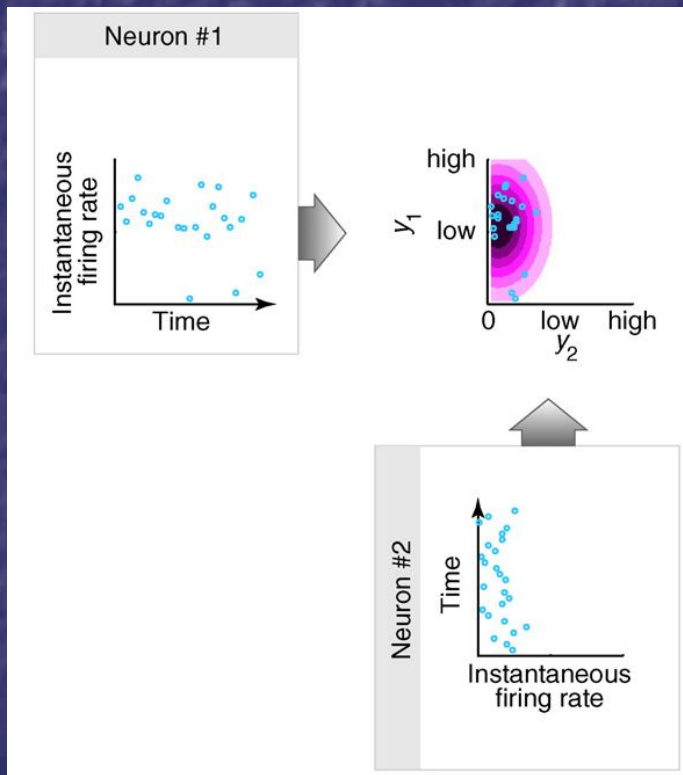 Neuron #1
Instantaneous
firing rate
Time
high
low
y1
0
low
high
y2
Neuron #2
Time
Instantaneous
firing rate